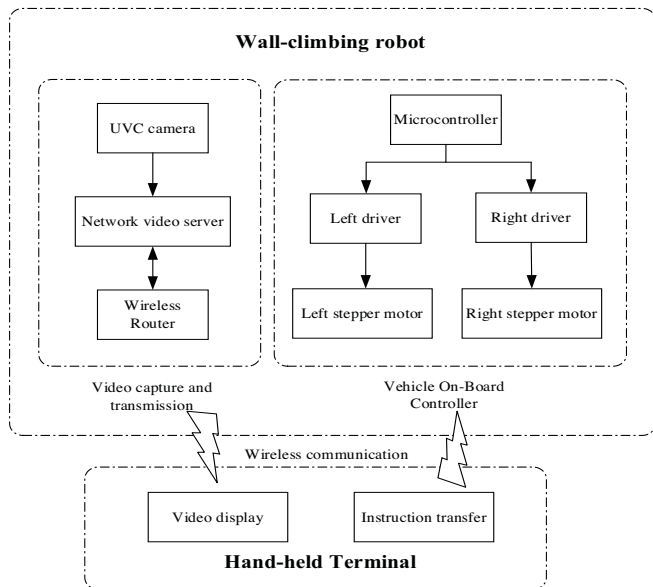 Wall-climbing robot
UVC camera
Network video server
Wireless
Router
Video capture and
transmission
Microcontroller
Left driver
Right driver
Left stepper motor
Right stepper motor
Vehicle On-Board
Controller
Wireless communication
Video display
Instruction transfer
Hand-held Terminal